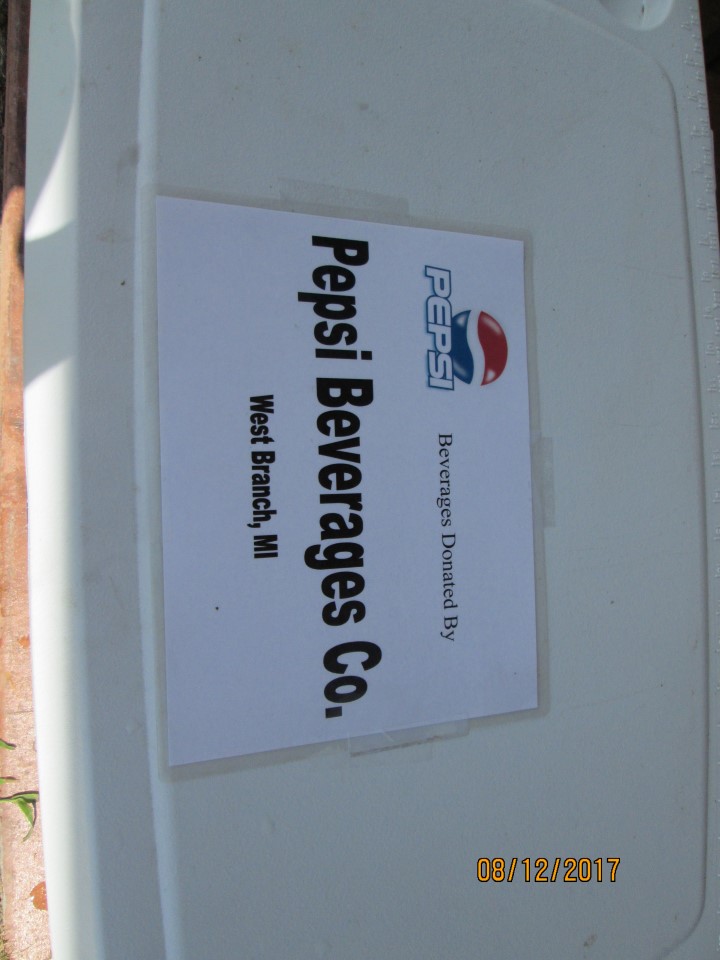 PEPSI
Beverages Donated By
Pepsi Beverages Co.
West Branch, MI
08/12/2017